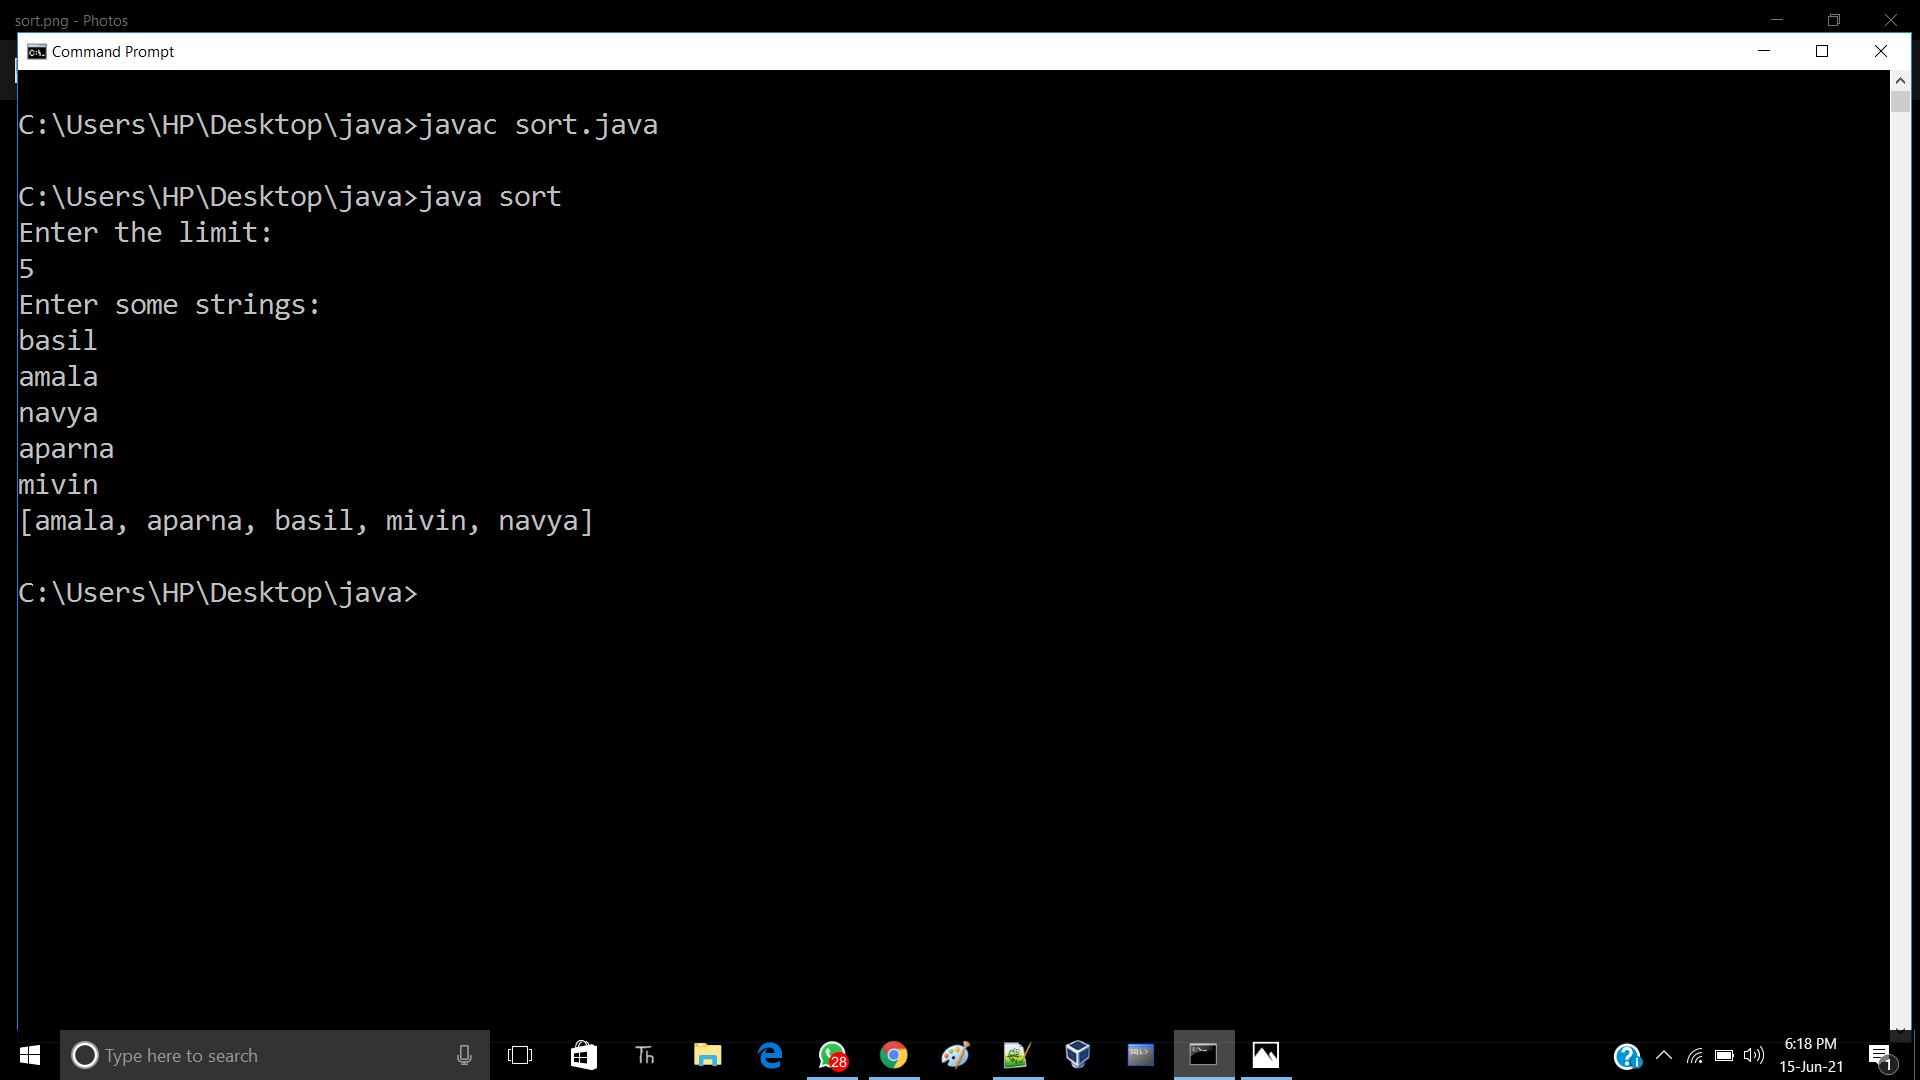 sort.png - Photos
Command Prompt
C:\Users\HP\Desktop\java>javac sort.java
C:\Users\HP\Desktop\java>java sort
Enter the limit:
5
Enter some strings:
basil
amala
navya
aparna
mivin
[amala, aparna, basil, mivin, navya]
C:\Users\HP\Desktop\java>
Type here to search
Th
28
SQL>
6:18 PM
15-Jun-21
1